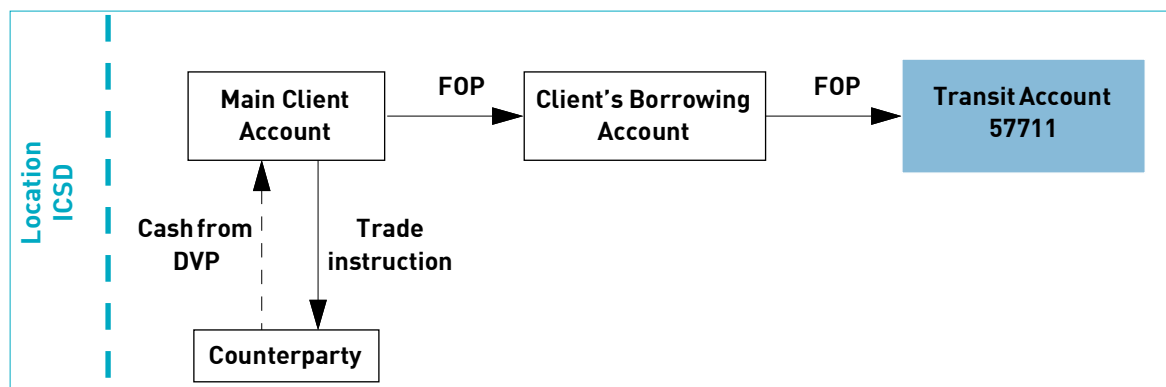 Location
ICSD
Main Client
Account
FOP
Client's Borrowing
Account
FOP
Transit Account
57711
Cash from
DVP
Trade
instruction
Counterparty